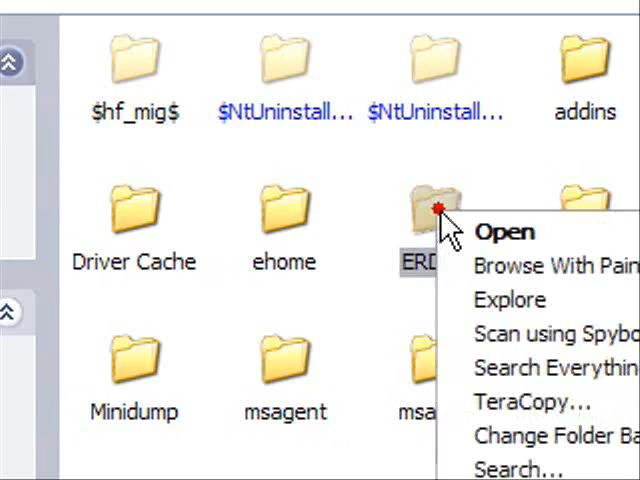 $hf_mig$
$NtUninstall...
$NtUninstall...
addins
Driver Cache
ehome
ERD
Minidump
msagent
msa
Open
Browse With Pain
Explore
Scan using Spybo
Search Everythin
TeraCopy...
Change Folder Ba
Search...